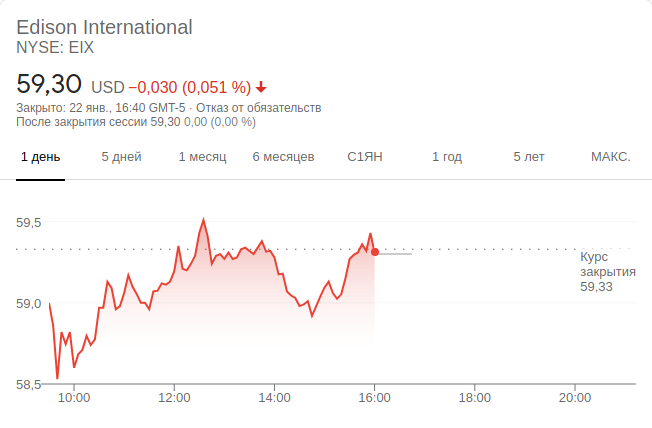 Edison International
NYSE: EIX
59,30 USD −0,030 (0,051 %)
Закрыто: 22 янв., 16:40 GMT-5 · Отказ от обязательств
После закрытия сессии 59,30 0,00 (0,00 %)
1 день 5 дней 1 месяц 6 месяцев С1ЯН 1 год 5 лет МАКС.
59,5
Курс
закрытия
59,33
59,0
58,5
10:00 12:00 14:00 16:00 18:00 20:00